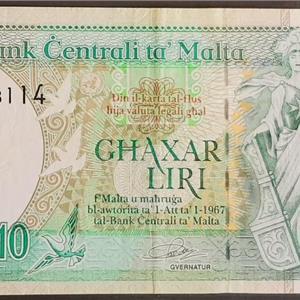 Bank Ċentrali ta' Malta
114
Din il-karta tal-flus
hija valuta legali għal
GĦAXAR
LIRI
f'Malta u maħruġa
bl-awtorità ta' l-Att ta' l-1967
tal-Bank Ċentrali ta' Malta
10
GVERNATUR